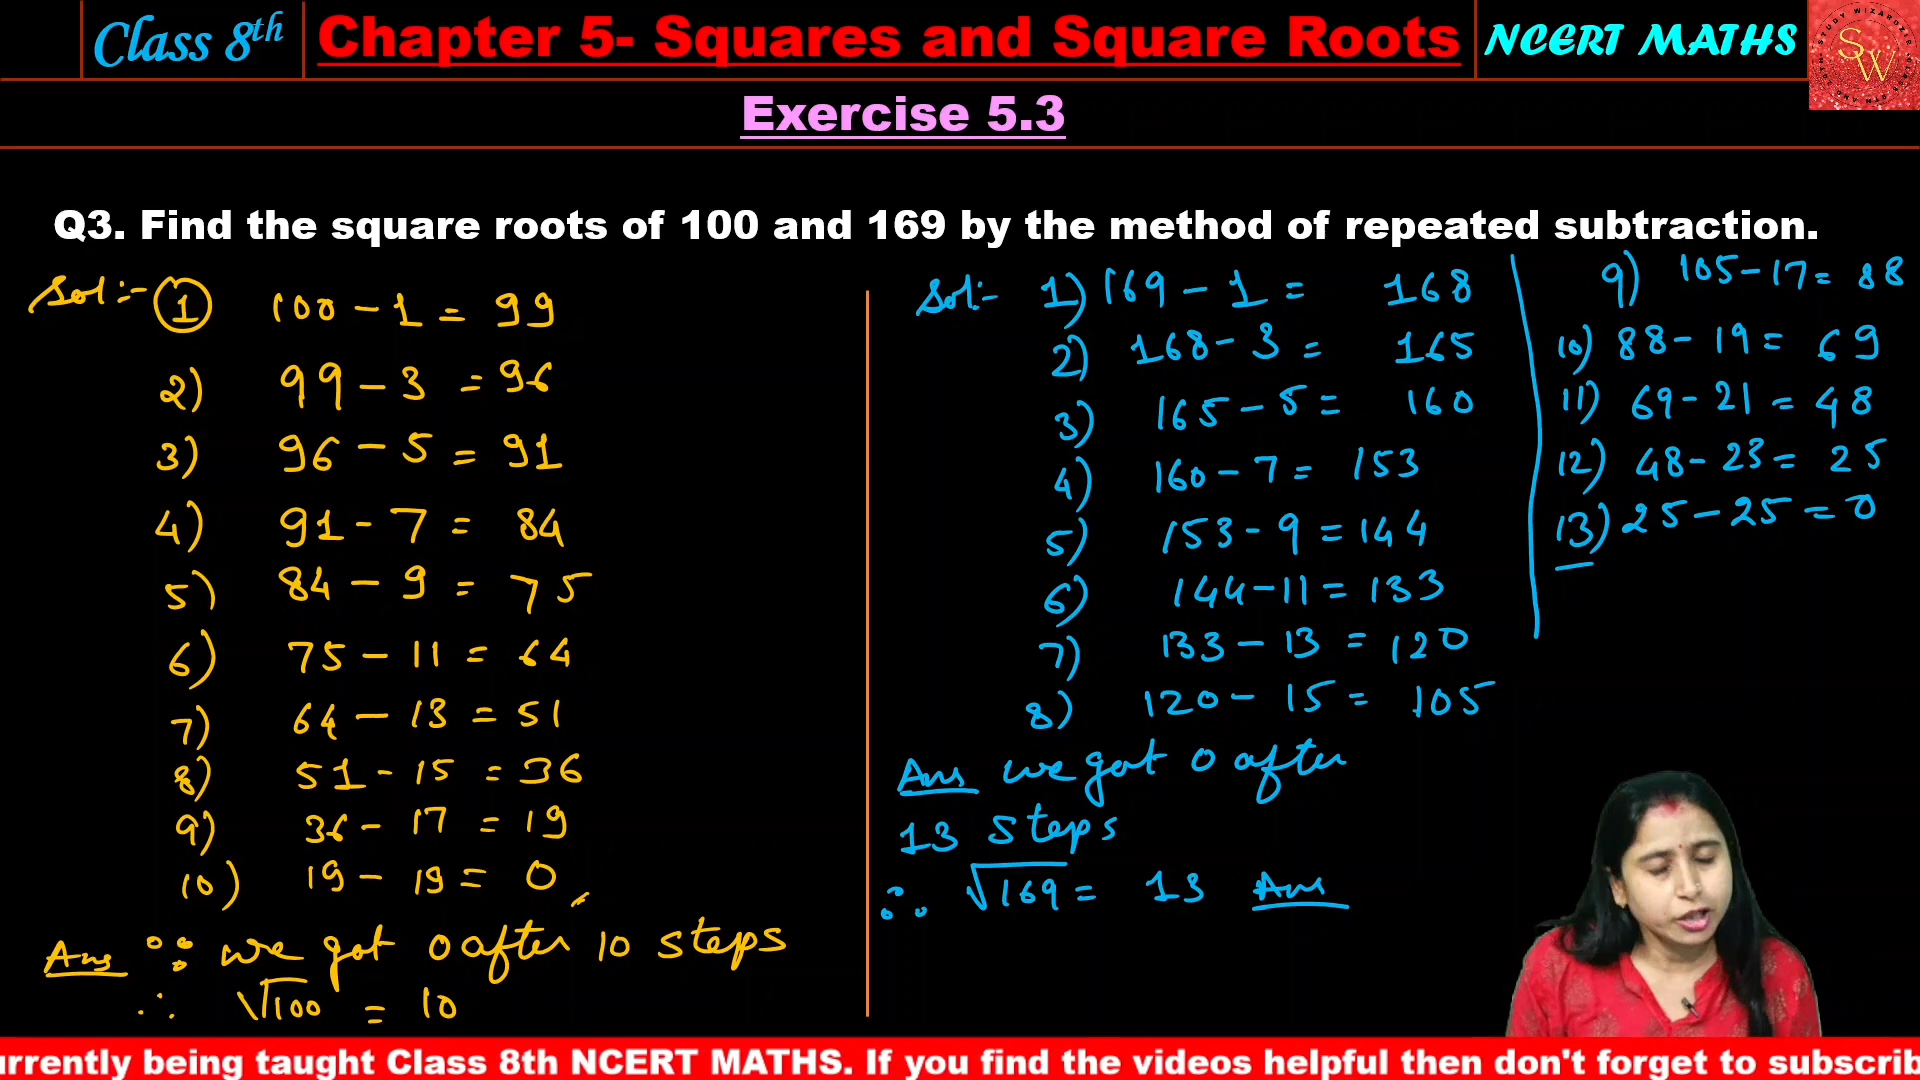 Class 8th
Chapter 5- Squares and Square Roots
NCERT MATHS
SW
Exercise 5.3
Q3. Find the square roots of 100 and 169 by the method of repeated subtraction.
Sol:- 1 100 - 1 = 99
2) 99 - 3 = 96
3) 96 - 5 = 91
4) 91 - 7 = 84
5) 84 - 9 = 75
6) 75 - 11 = 64
7) 64 - 13 = 51
8) 51 - 15 = 36
9) 36 - 17 = 19
10) 19 - 19 = 0
Ans ∵ we got 0 after 10 steps
∴ √100 = 10
Sol:- 1) 169 - 1 = 168
2) 168 - 3 = 165
3) 165 - 5 = 160
4) 160 - 7 = 153
5) 153 - 9 = 144
6) 144 - 11 = 133
7) 133 - 13 = 120
8) 120 - 15 = 105
9) 105 - 17 = 88
10) 88 - 19 = 69
11) 69 - 21 = 48
12) 48 - 23 = 25
13) 25 - 25 = 0
Ans we got 0 after
13 steps
∴ √169 = 13 Ans
urrently being taught Class 8th NCERT MATHS. If you find the videos helpful then don't forget to subscrib